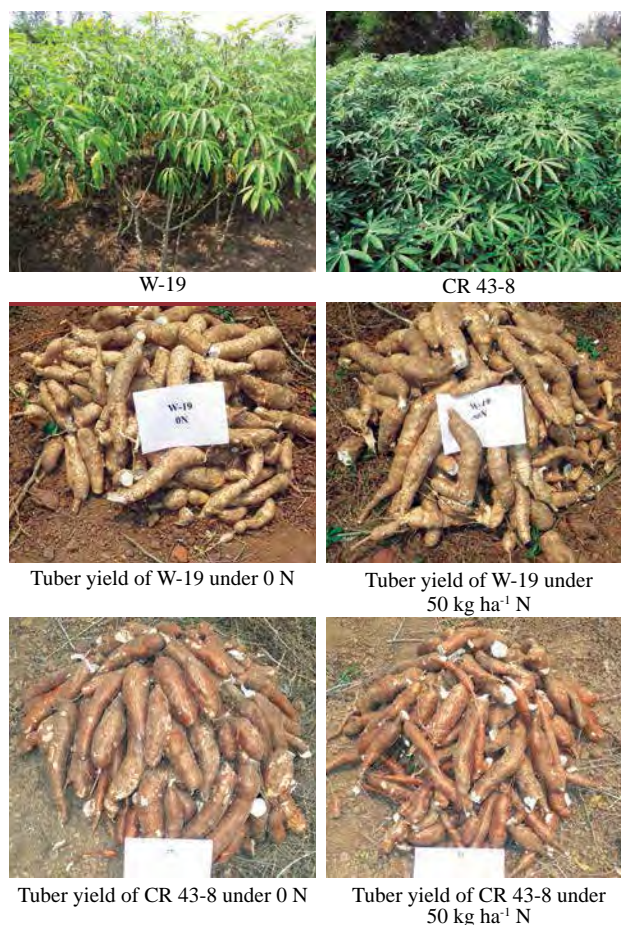 W-19
CR 43-8
W-19
0N
W-19
Tuber yield of W-19 under 0 N
Tuber yield of W-19 under
50 kg ha⁻¹ N
Tuber yield of CR 43-8 under 0 N
Tuber yield of CR 43-8 under
50 kg ha⁻¹ N